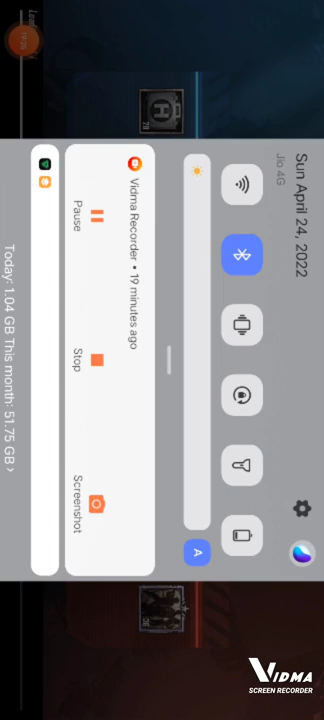 Sun April 24, 2022
Jio 4G
A
Vidma Recorder • 19 minutes ago
Pause
Stop
Screenshot
Today: 1.04 GB This month: 51.75 GB ›
VIDMA
SCREEN RECORDER